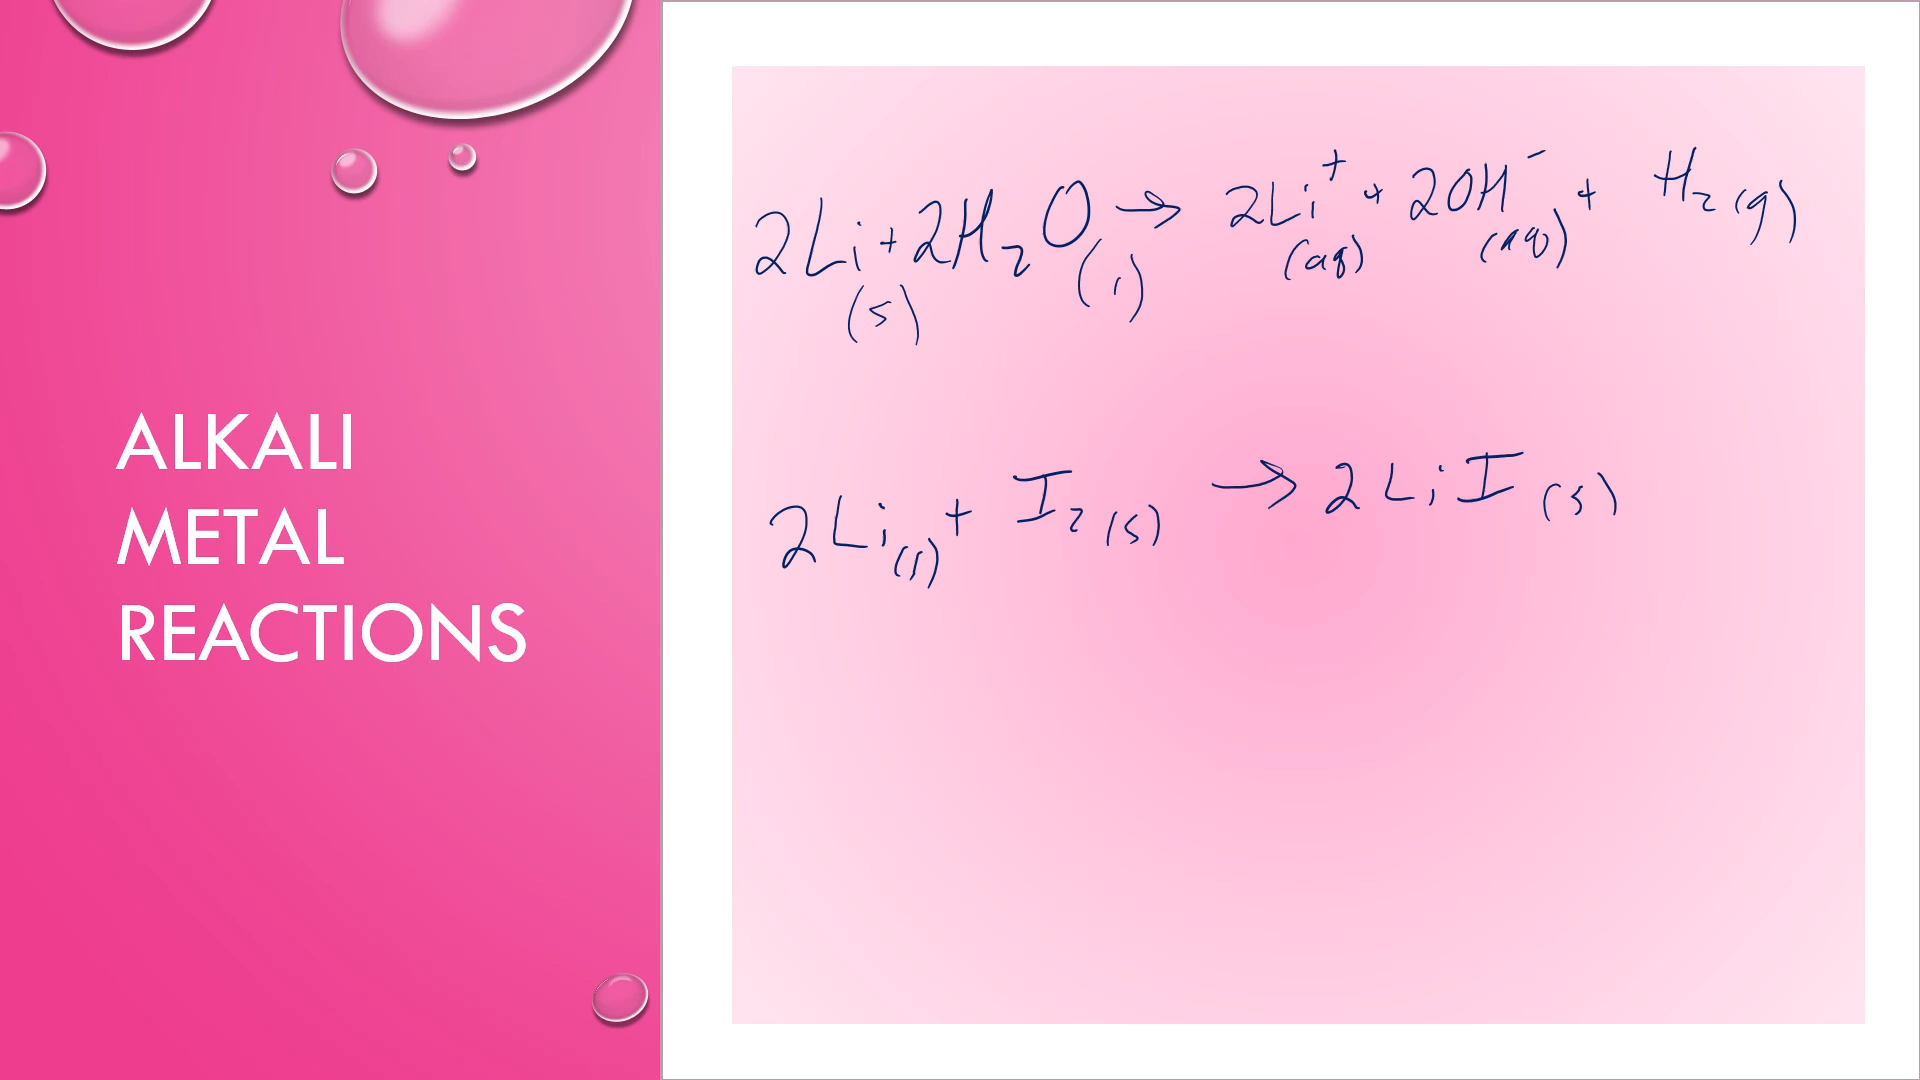 ALKALI
METAL
REACTIONS
2Li(s) + 2H₂O(l) → 2Li⁺(aq) + 2OH⁻(aq) + H₂(g)
2Li(s) + I₂(s) → 2LiI(s)